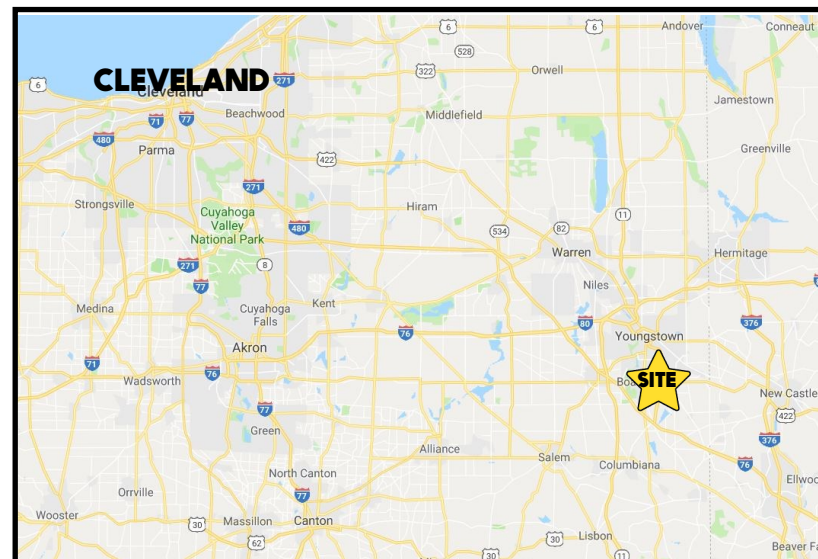 6
6
Andover
Conneaut
528
CLEVELAND
Cleveland
271
322
Orwell
6
Beachwood
Middlefield
Jamestown
71
77
480
Parma
422
Greenville
271
Strongsville
Cuyahoga
Valley
National Park
Hiram
11
480
534
82
Warren
Hermitage
8
271
77
Niles
Medina
Cuyahoga
Falls
Kent
80
376
76
Youngstown
Akron
71
76
Wadsworth
SITE
New Castle
77
422
Green
376
Alliance
Salem
Columbiana
76
North Canton
77
Orrville
Wooster
30
Massillon
Canton
62
30
30
Lisbon
11